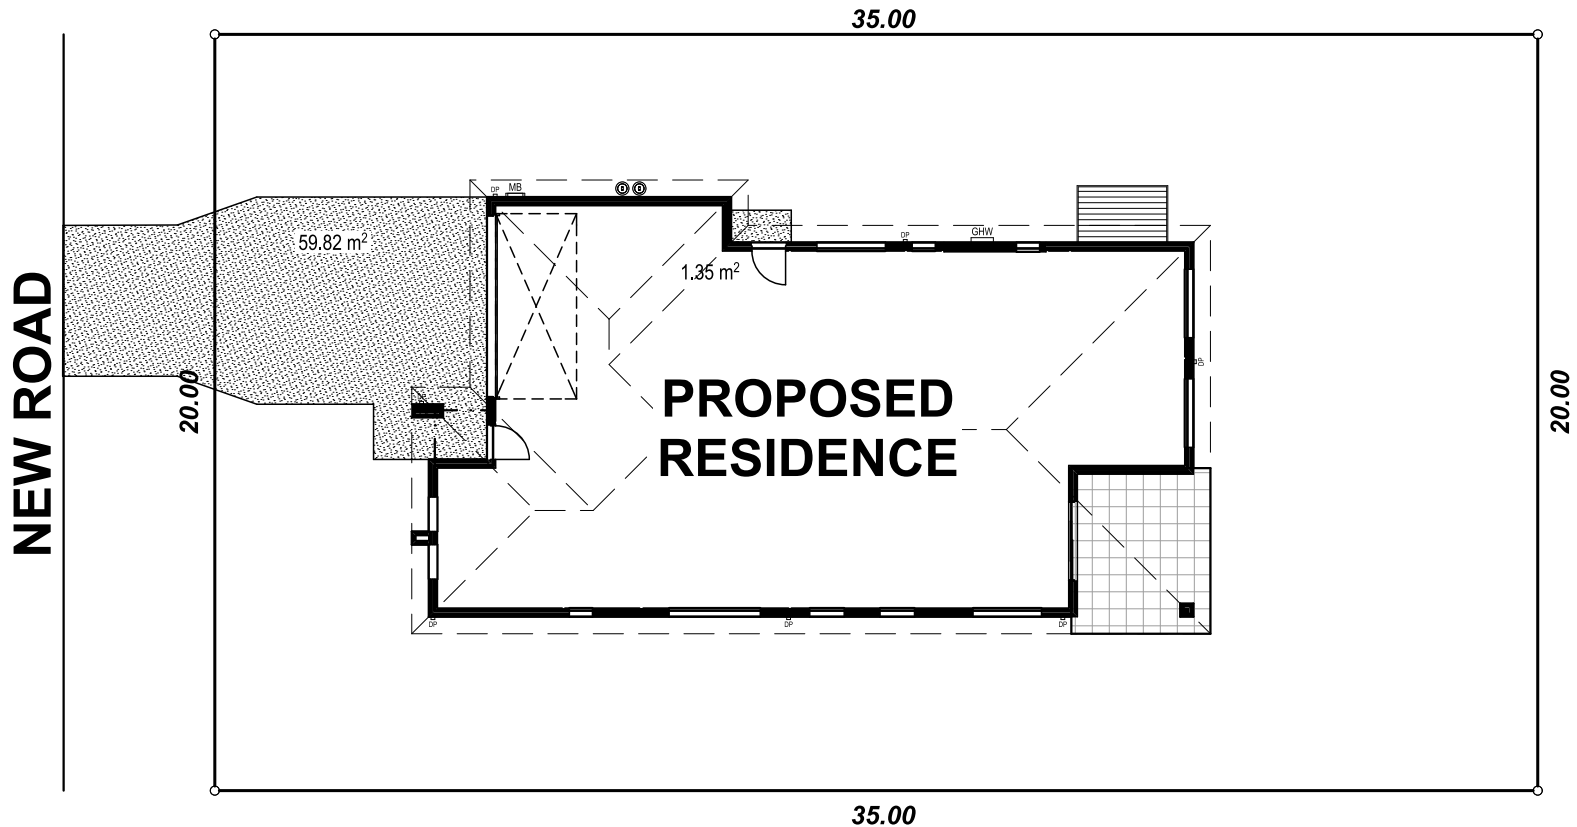 35.00
DP
MB
59.82 m²
DP
GHW
1.35 m²
NEW ROAD
20.00
DP
20.00
PROPOSED
RESIDENCE
DP
DP
DP
35.00